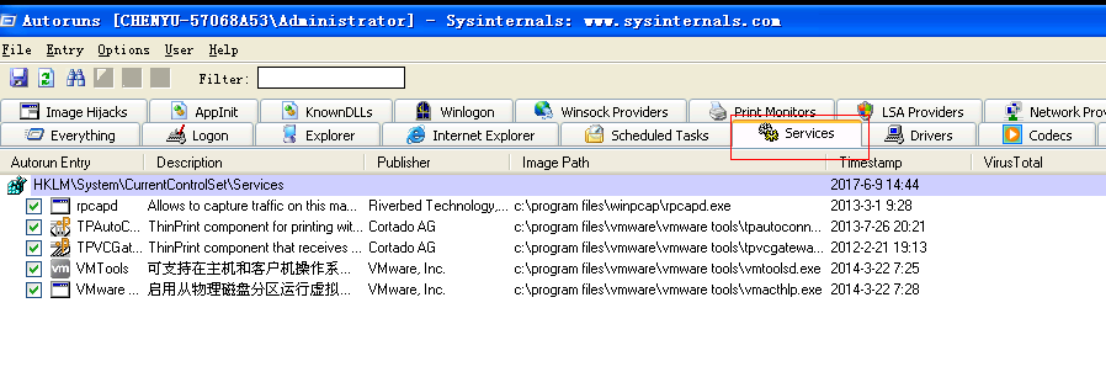 Autoruns [CHENYU-57068A53\Administrator] - Sysinternals: www.sysinternals.com
File Entry Options User Help
Filter:
Image Hijacks AppInit KnownDLLs Winlogon Winsock Providers Print Monitors LSA Providers Network Prov
Everything Logon Explorer Internet Explorer Scheduled Tasks Services Drivers Codecs
Autorun Entry Description Publisher Image Path Timestamp VirusTotal
HKLM\System\CurrentControlSet\Services 2017-6-9 14:44
rpcapd Allows to capture traffic on this ma... Riverbed Technology,... c:\program files\winpcap\rpcapd.exe 2013-3-1 9:28
TPAutoC... ThinPrint component for printing wit... Cortado AG c:\program files\vmware\vmware tools\tpautoconn... 2013-7-26 20:21
TPVCGat... ThinPrint component that receives ... Cortado AG c:\program files\vmware\vmware tools\tpvcgatewa... 2012-2-21 19:13
vm VMTools 可支持在主机和客户机操作系... VMware, Inc. c:\program files\vmware\vmware tools\vmtoolsd.exe 2014-3-22 7:25
VMware ... 启用从物理磁盘分区运行虚拟... VMware, Inc. c:\program files\vmware\vmware tools\vmacthlp.exe 2014-3-22 7:28